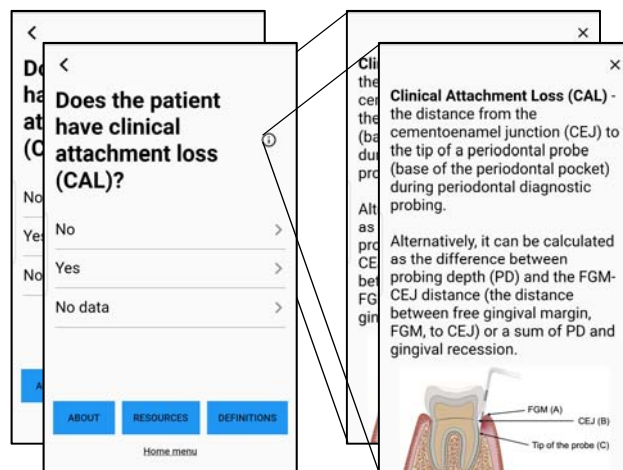 Does the patient
have clinical
attachment loss
(CAL)?
No
Yes
No data
ABOUT
RESOURCES
DEFINITIONS
Home menu
Clinical Attachment Loss (CAL) -
the distance from the
cementoenamel junction (CEJ) to
the tip of a periodontal probe
(base of the periodontal pocket)
during periodontal diagnostic
probing.
Alternatively, it can be calculated
as the difference between
probing depth (PD) and the FGM-
CEJ distance (the distance
between free gingival margin,
FGM, to CEJ) or a sum of PD and
gingival recession.
FGM (A)
CEJ (B)
Tip of the probe (C)